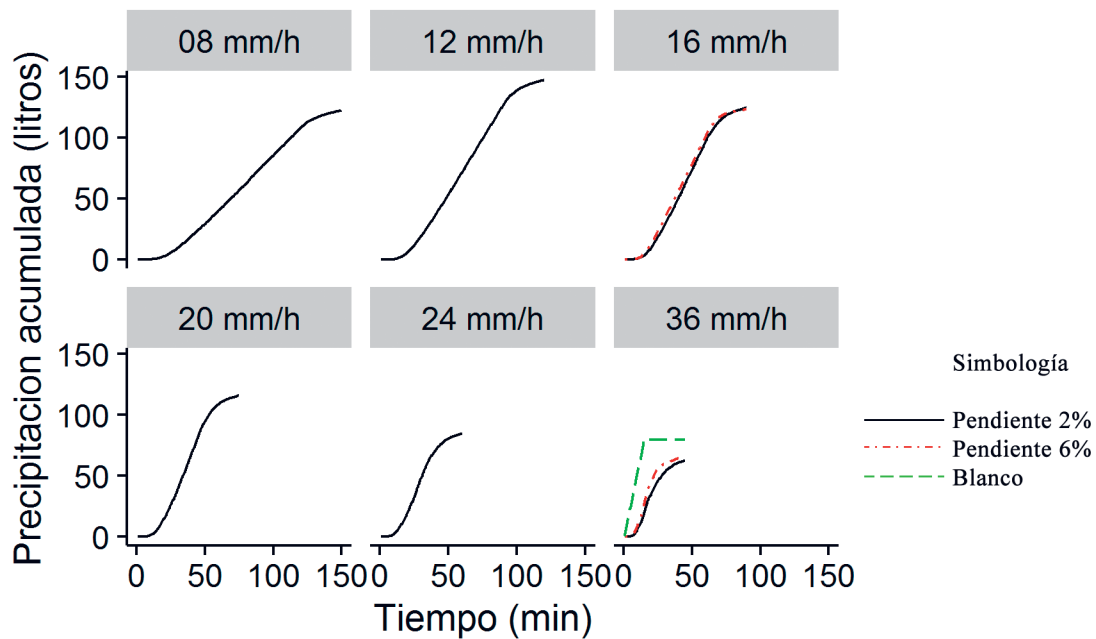 08 mm/h
12 mm/h
16 mm/h
Precipitacion acumulada (litros)
150
100
50
0
20 mm/h
24 mm/h
36 mm/h
150
100
50
0
0 50 100 150
0 50 100 150
0 50 100 150
Tiempo (min)
Simbología
Pendiente 2%
Pendiente 6%
Blanco